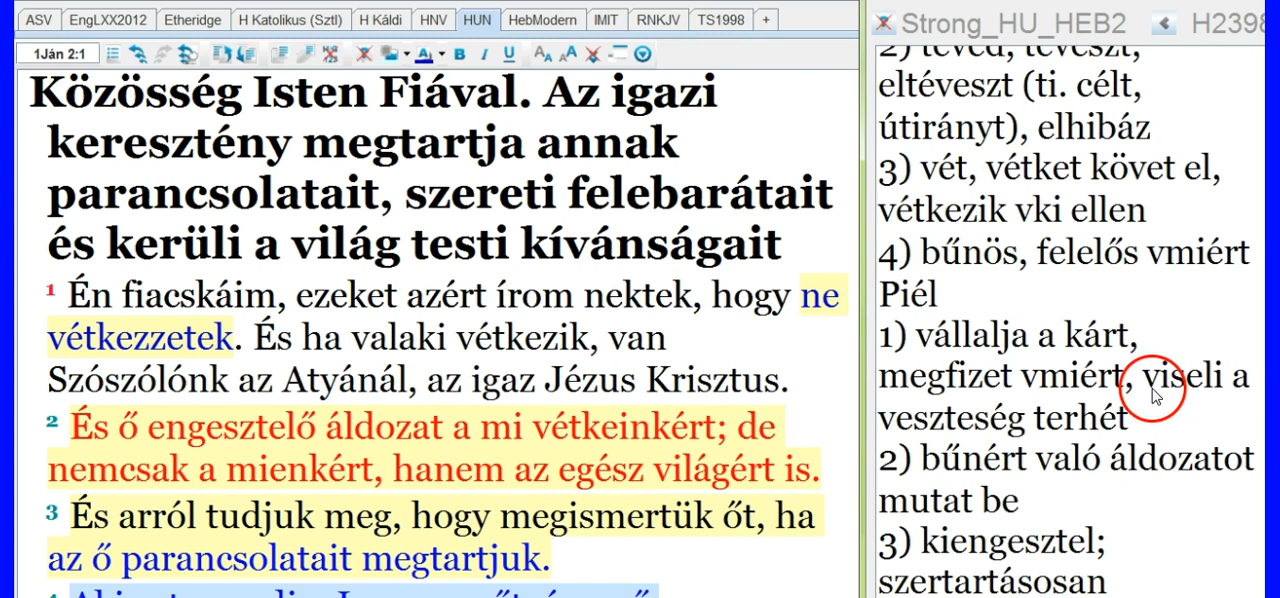 ASV EngLXX2012 Etheridge H Katolikus (Sztl) H Káldi HNV HUN HebModern IMIT RNKJV TS1998 +
1Ján 2:1
Közösség Isten Fiával. Az igazi
keresztény megtartja annak
parancsolatait, szereti felebarátait
és kerüli a világ testi kívánságait
1 Én fiacskáim, ezeket azért írom nektek, hogy ne
vétkezzetek. És ha valaki vétkezik, van
Szószólónk az Atyánál, az igaz Jézus Krisztus.
2 És ő engesztelő áldozat a mi vétkeinkért; de
nemcsak a mienkért, hanem az egész világért is.
3 És arról tudjuk meg, hogy megismertük őt, ha
az ő parancsolatait megtartjuk.
Strong_HU_HEB2 H2398
2) téved, téveszt,
eltéveszt (ti. célt,
útirányt), elhibáz
3) vét, vétket követ el,
vétkezik vki ellen
4) bűnös, felelős vmiért
Piél
1) vállalja a kárt,
megfizet vmiért, viseli a
veszteség terhét
2) bűnért való áldozatot
mutat be
3) kiengesztel;
szertartásosan